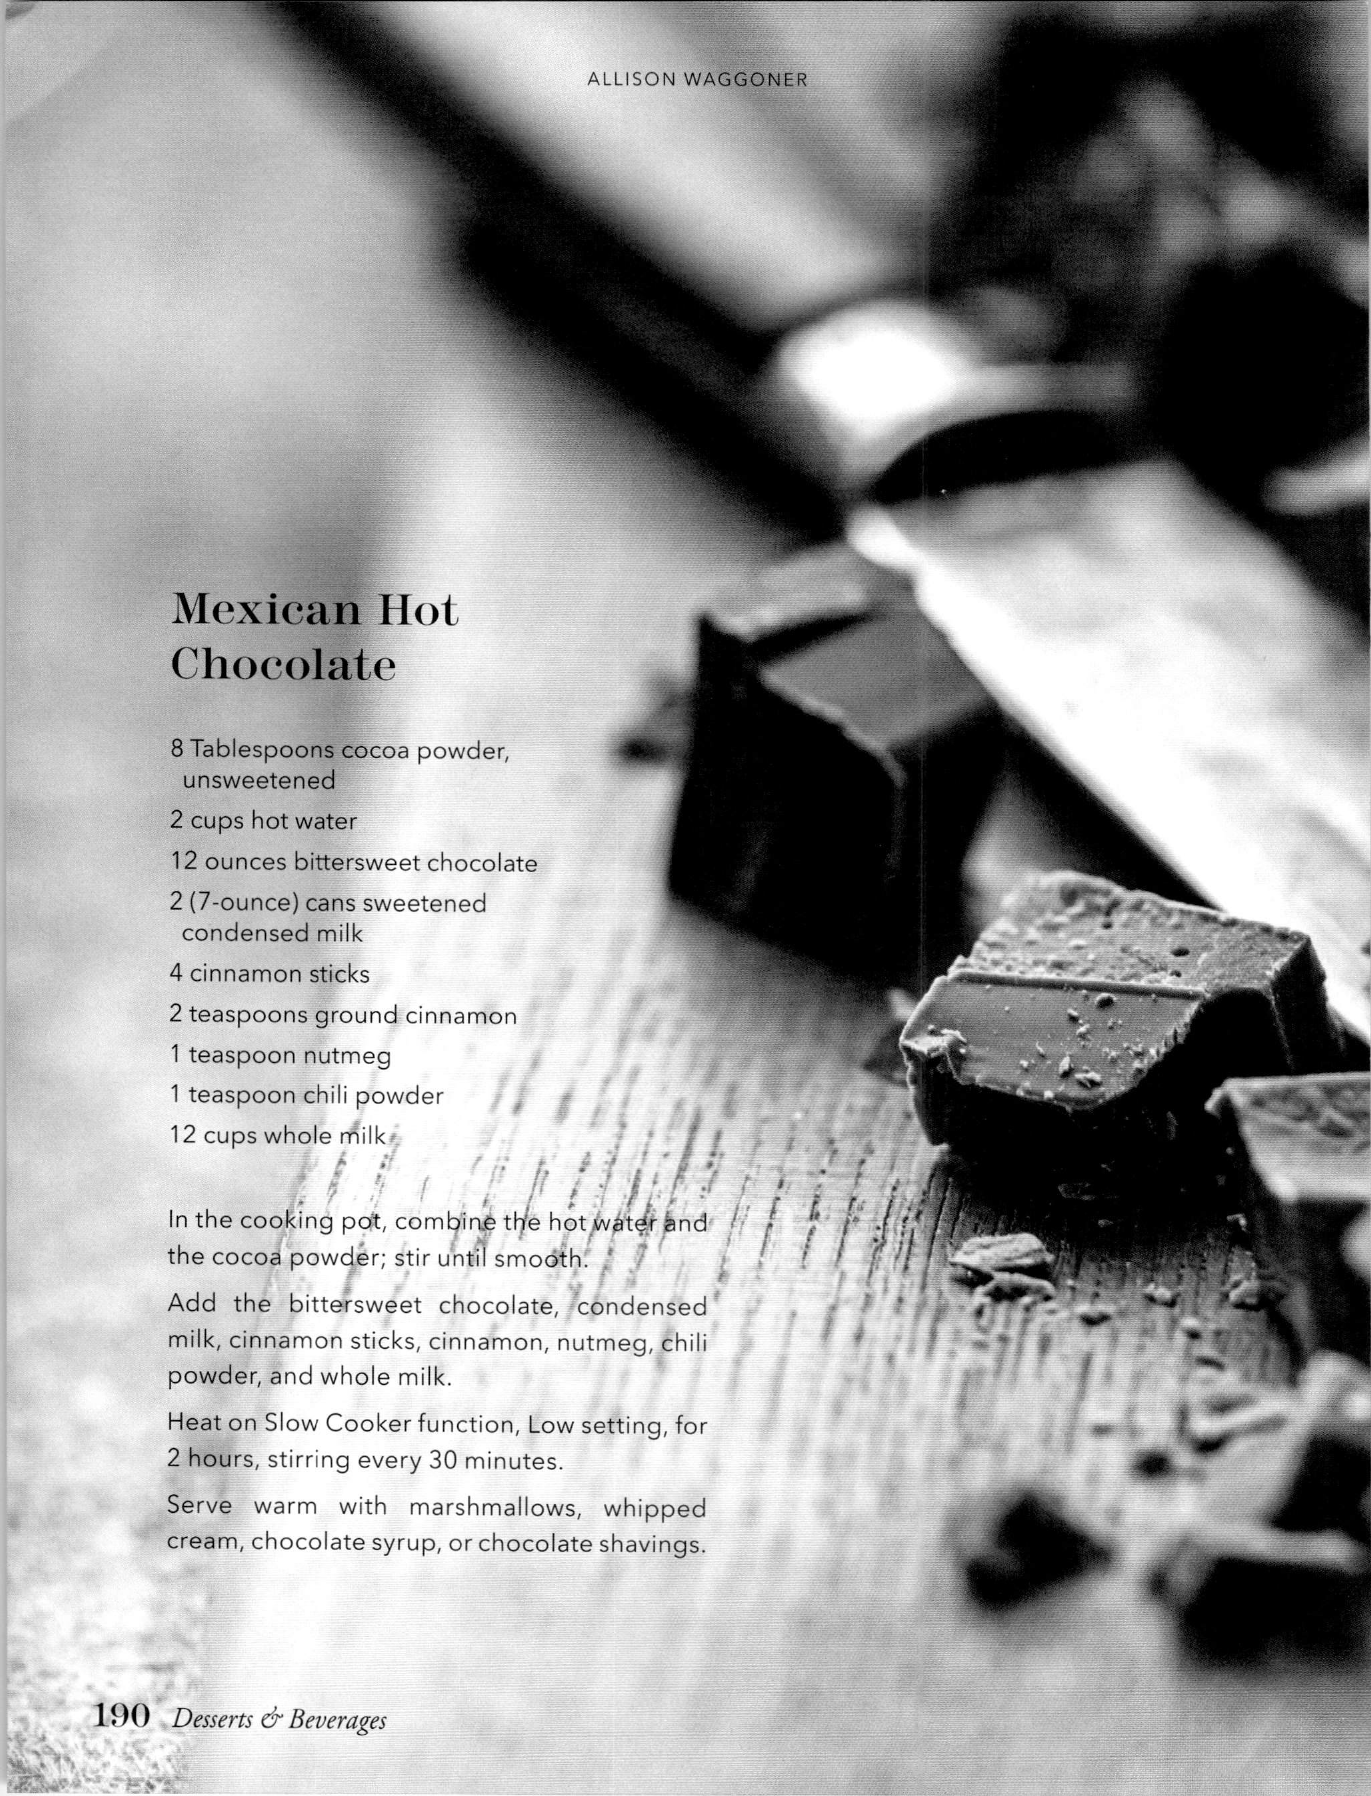 ALLISON WAGGONER
Mexican Hot
Chocolate
8 Tablespoons cocoa powder,
unsweetened
2 cups hot water
12 ounces bittersweet chocolate
2 (7-ounce) cans sweetened
condensed milk
4 cinnamon sticks
2 teaspoons ground cinnamon
1 teaspoon nutmeg
1 teaspoon chili powder
12 cups whole milk
In the cooking pot, combine the hot water and
the cocoa powder; stir until smooth.
Add the bittersweet chocolate, condensed
milk, cinnamon sticks, cinnamon, nutmeg, chili
powder, and whole milk.
Heat on Slow Cooker function, Low setting, for
2 hours, stirring every 30 minutes.
Serve warm with marshmallows, whipped
cream, chocolate syrup, or chocolate shavings.
190 Desserts & Beverages